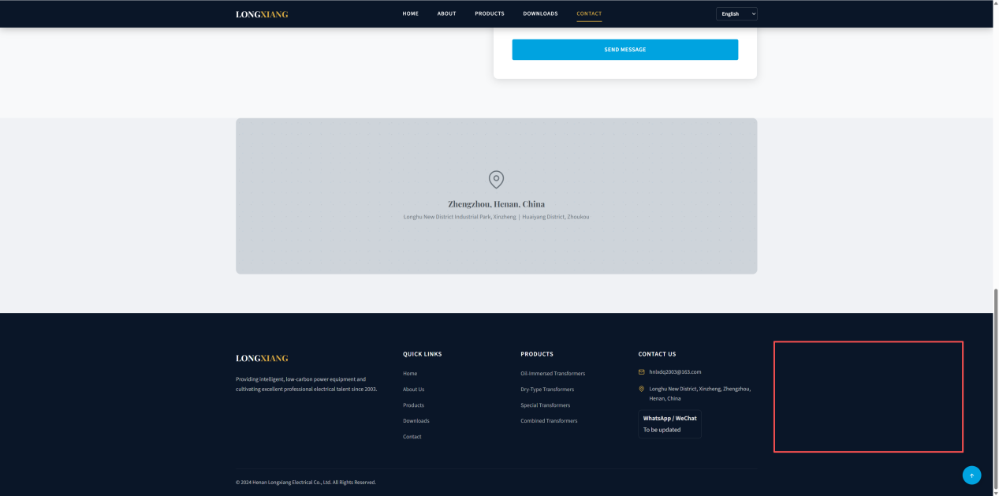 LONGXIANG
HOME
ABOUT
PRODUCTS
DOWNLOADS
CONTACT
English
SEND MESSAGE
Zhengzhou, Henan, China
Longhu New District Industrial Park, Xinzheng | Huaiyang District, Zhoukou
LONGXIANG
Providing intelligent, low-carbon power equipment and
cultivating excellent professional electrical talent since 2003.
QUICK LINKS
Home
About Us
Products
Downloads
Contact
PRODUCTS
Oil-Immersed Transformers
Dry-Type Transformers
Special Transformers
Combined Transformers
CONTACT US
hnlxdq2003@163.com
Longhu New District, Xinzheng, Zhengzhou,
Henan, China
WhatsApp / WeChat
To be updated
© 2024 Henan Longxiang Electrical Co., Ltd. All Rights Reserved.